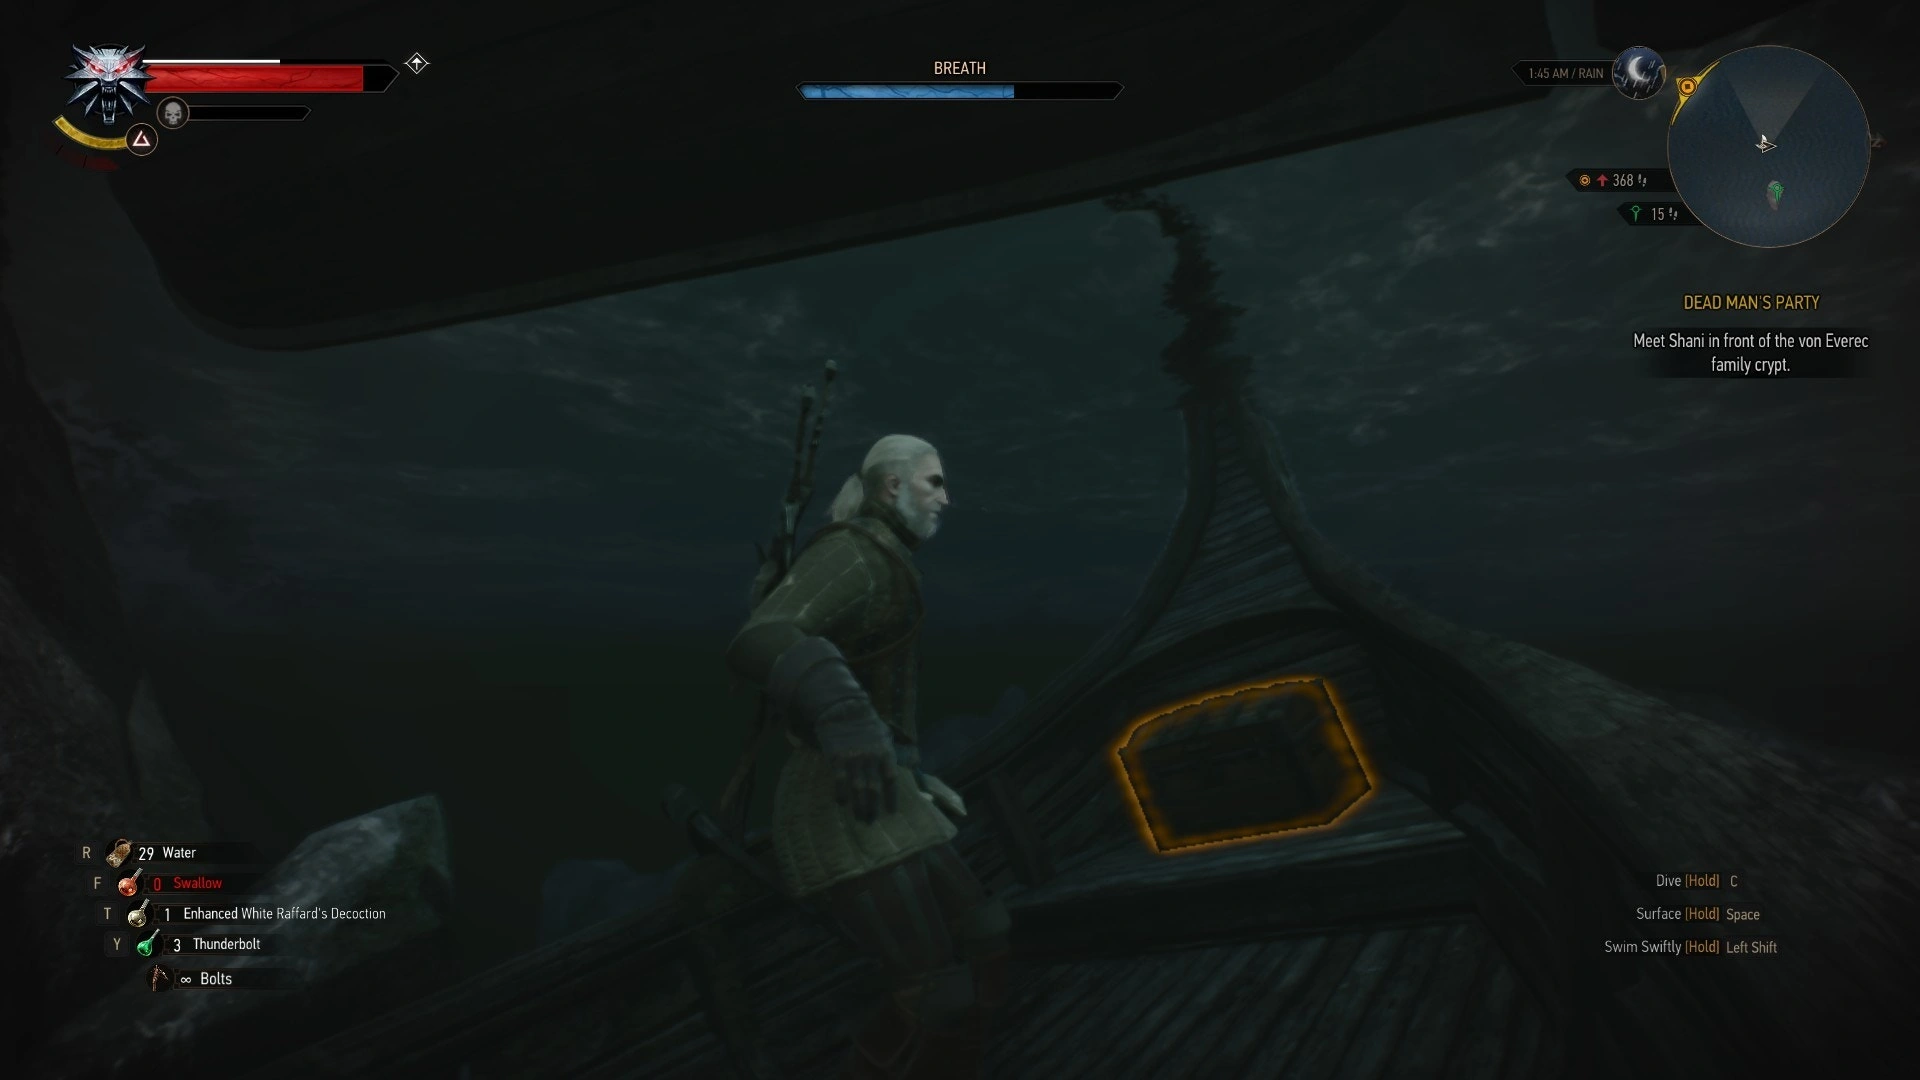 BREATH
1:45 AM / RAIN
368
15
DEAD MAN'S PARTY
Meet Shani in front of the von Everec
family crypt.
R 29 Water
F 0 Swallow
T 1 Enhanced White Raffard's Decoction
Y 3 Thunderbolt
∞ Bolts
Dive [Hold] C
Surface [Hold] Space
Swim Swiftly [Hold] Left Shift